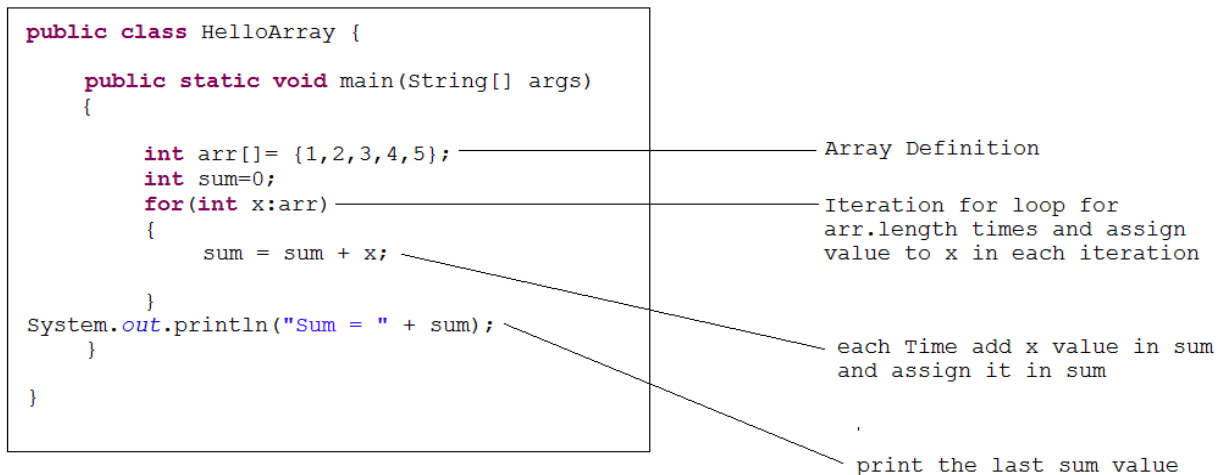 public class HelloArray {
public static void main(String[] args)
{
int arr[]= {1,2,3,4,5};
int sum=0;
for(int x:arr)
{
sum = sum + x;
}
System.out.println("Sum = " + sum);
}
}
Array Definition
Iteration for loop for
arr.length times and assign
value to x in each iteration
each Time add x value in sum
and assign it in sum
print the last sum value